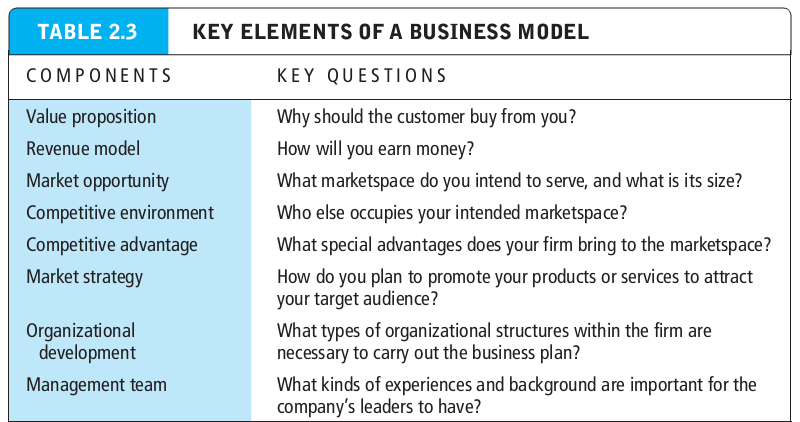 TABLE 2.3 KEY ELEMENTS OF A BUSINESS MODEL
COMPONENTS KEY QUESTIONS
Value proposition Why should the customer buy from you?
Revenue model How will you earn money?
Market opportunity What marketspace do you intend to serve, and what is its size?
Competitive environment Who else occupies your intended marketspace?
Competitive advantage What special advantages does your firm bring to the marketspace?
Market strategy How do you plan to promote your products or services to attract
your target audience?
Organizational What types of organizational structures within the firm are
development necessary to carry out the business plan?
Management team What kinds of experiences and background are important for the
company's leaders to have?